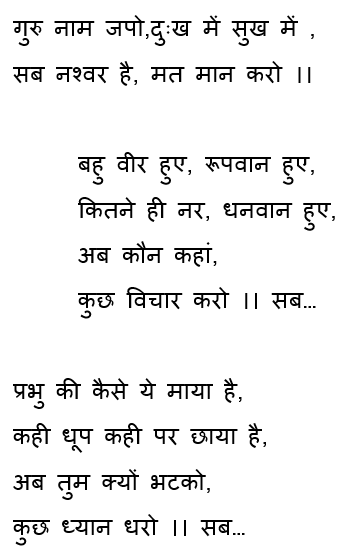 गुरु नाम जपो,दुःख में सुख में ,
सब नश्वर है, मत मान करो ।।
बहु वीर हुए, रूपवान हुए,
कितने ही नर, धनवान हुए,
अब कौन कहां,
कुछ विचार करो ।। सब...
प्रभु की कैसे ये माया है,
कही धूप कही पर छाया है,
अब तुम क्यों भटको,
कुछ ध्यान धरो ।। सब...